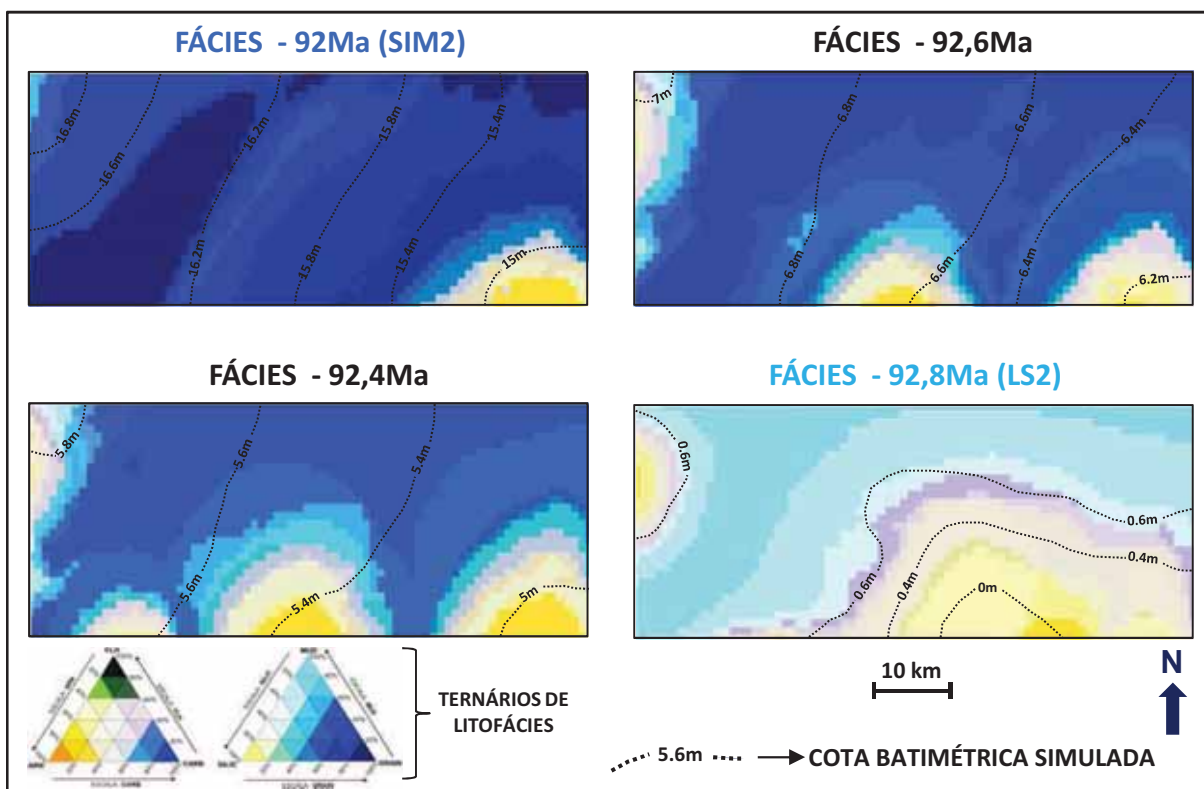 FÁCIES - 92Ma (SIM2)
16.8m
16.6m
16.2m
16.2m
15.8m
15.8m
15.4m
15.4m
15m
FÁCIES - 92,6Ma
7m
6.8m
6.8m
6.6m
6.6m
6.4m
6.4m
6.2m
FÁCIES - 92,4Ma
5.8m
5.6m
5.6m
5.4m
5.4m
5m
FÁCIES - 92,8Ma (LS2)
0.6m
0.6m
0.6m
0.4m
0.4m
0m
TERNÁRIOS DE
LITOFÁCIES
10 km
N
5.6m
COTA BATIMÉTRICA SIMULADA